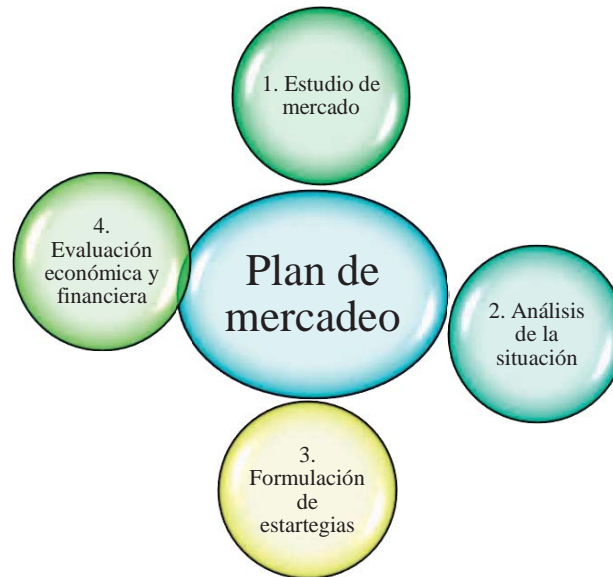 1. Estudio de
mercado
4.
Evaluación
económica y
financiera
Plan de
mercadeo
2. Análisis
de la
situación
3.
Formulación
de
estartegias